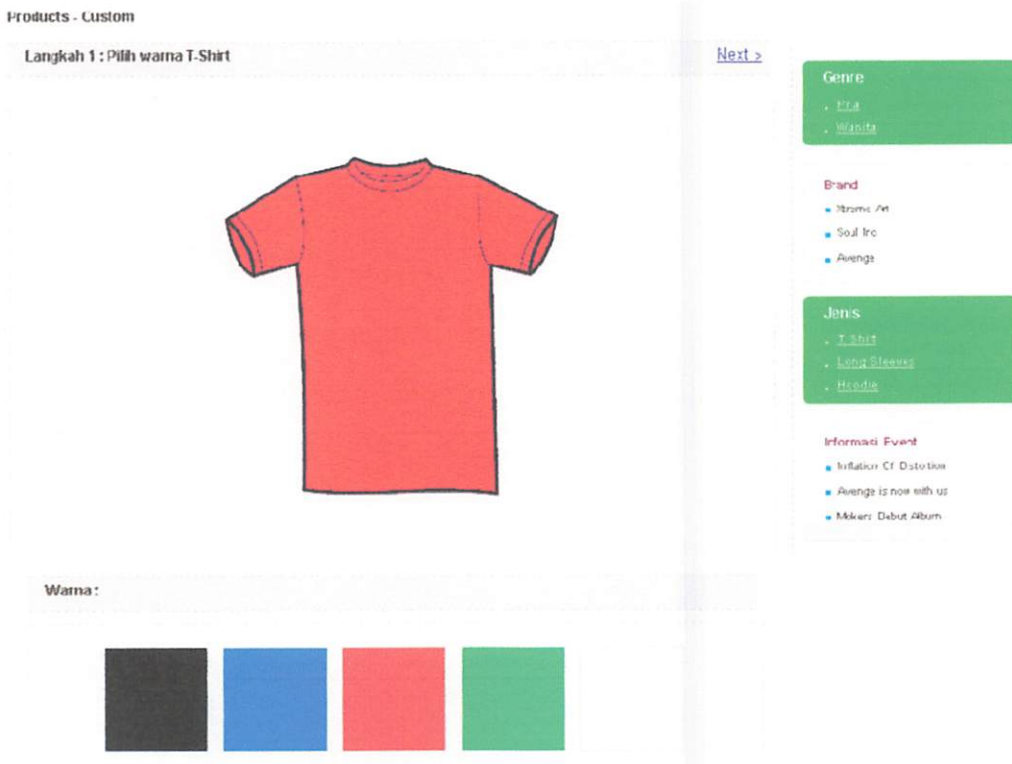 Products - Custom
Langkah 1 : Pilih warna T-Shirt
Next >
Genre
Pria
Wanita
Brand
Xtreme Art
Soul Inc
Avenge
Jenis
T Shirt
Long Sleeves
Hoodie
Informasi Event
Inflation Of Distortion
Avenge is now with us
Debut Album
Warna :